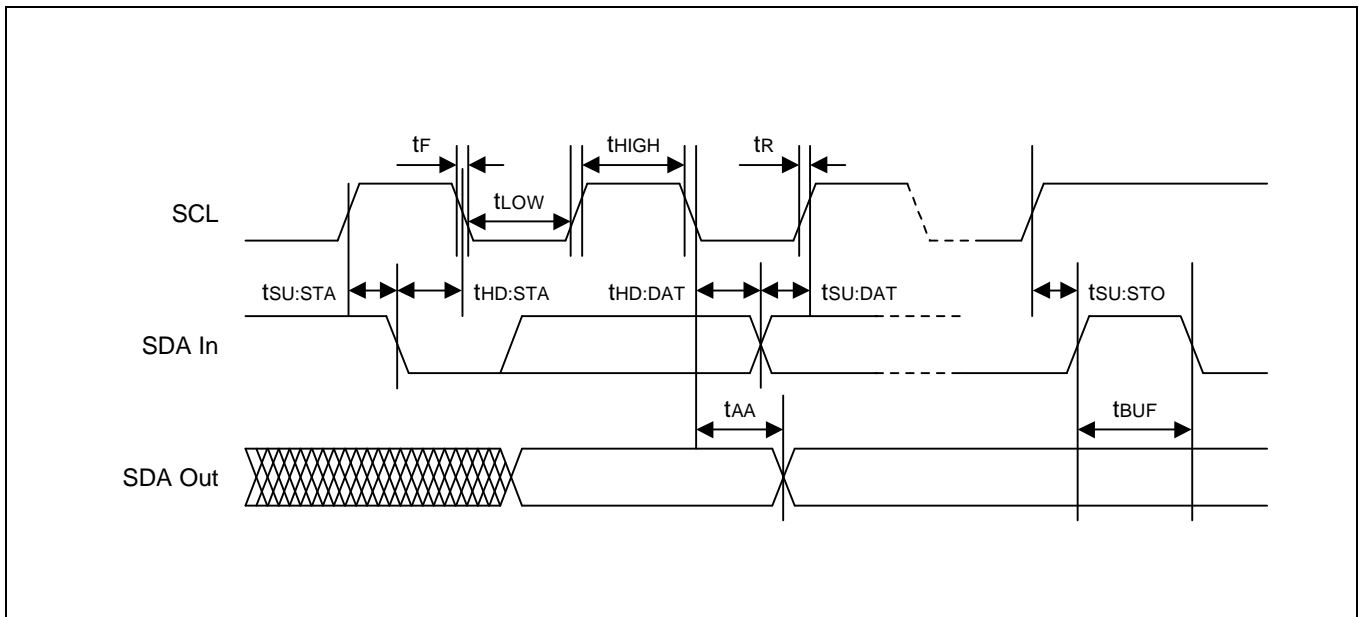 tF
tHIGH
tR
SCL
tLOW
tSU:STA
tHD:STA
tHD:DAT
tSU:DAT
tSU:STO
SDA In
tAA
tBUF
SDA Out